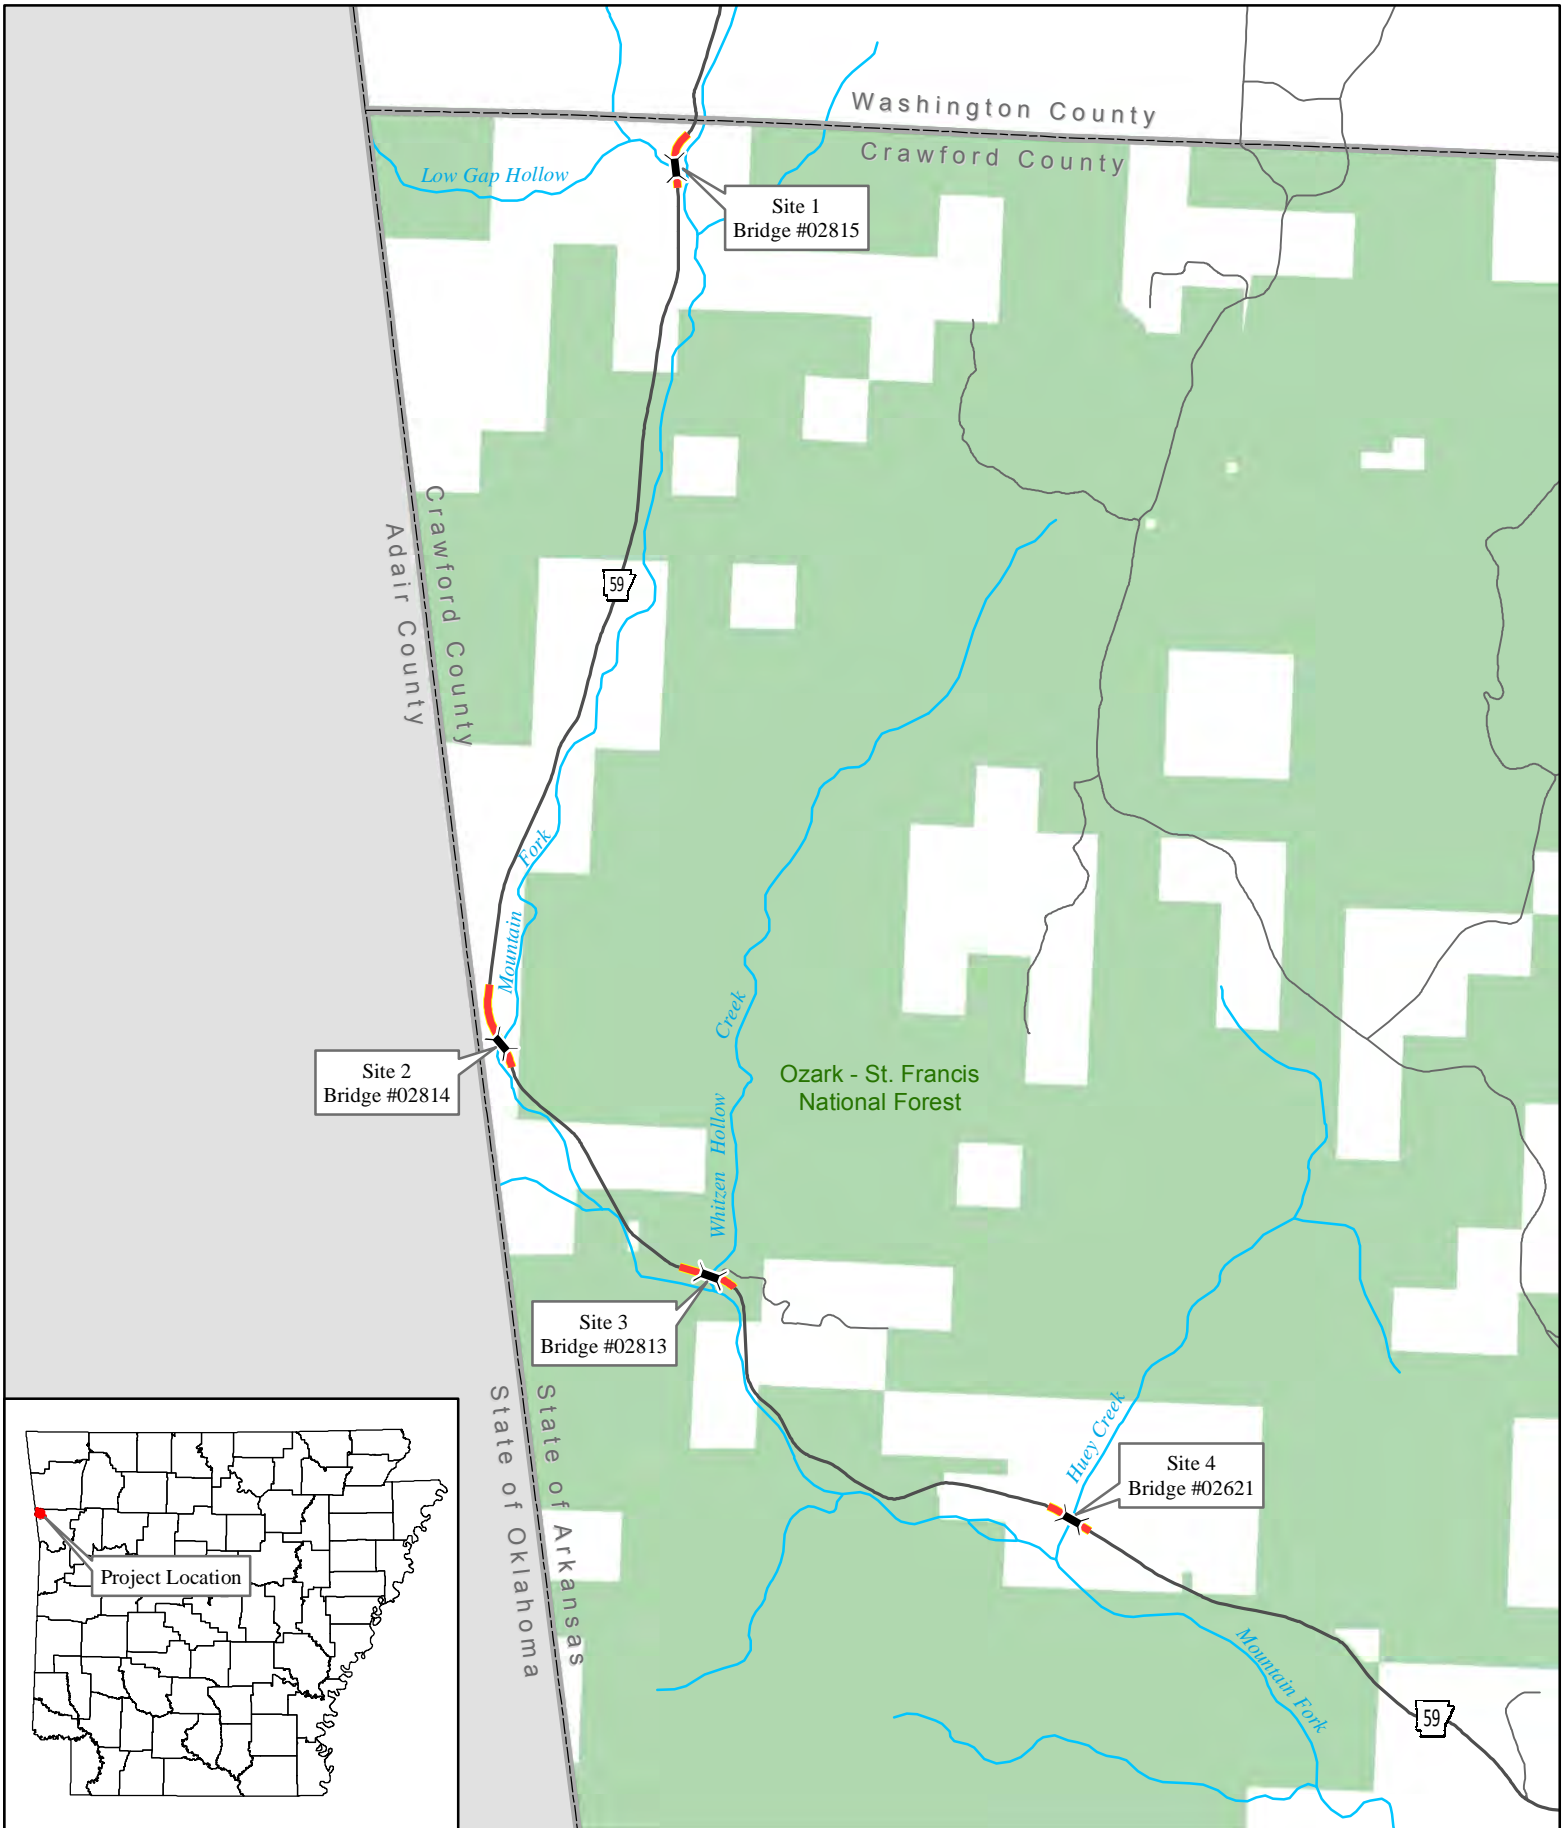 Washington County
Crawford County
Low Gap Hollow
Site 1
Bridge #02815
Crawford County
Adair County
59
Mountain Fork
Site 2
Bridge #02814
Whitzen Hollow Creek
Ozark - St. Francis
National Forest
Site 3
Bridge #02813
State of Arkansas
State of Oklahoma
Huey Creek
Site 4
Bridge #02621
Project Location
Mountain Fork
59